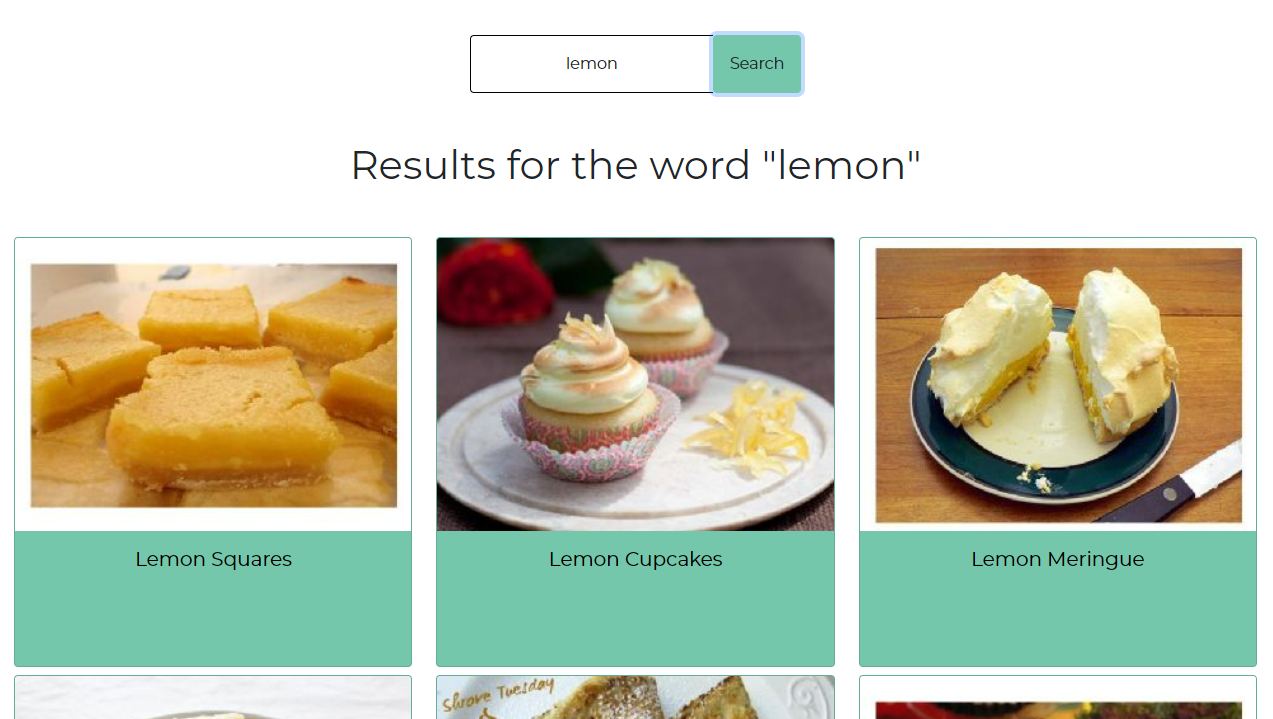 lemon
Search
Results for the word "lemon"
Lemon Squares
Lemon Cupcakes
Lemon Meringue
Shrove Tuesday